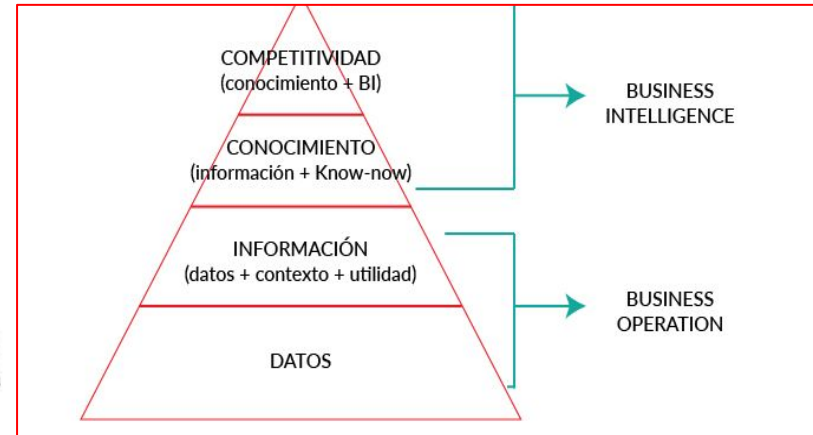 COMPETITIVIDAD
(conocimiento + BI)
BUSINESS
INTELLIGENCE
CONOCIMIENTO
(información + Know-now)
INFORMACIÓN
(datos + contexto + utilidad)
BUSINESS
OPERATION
DATOS